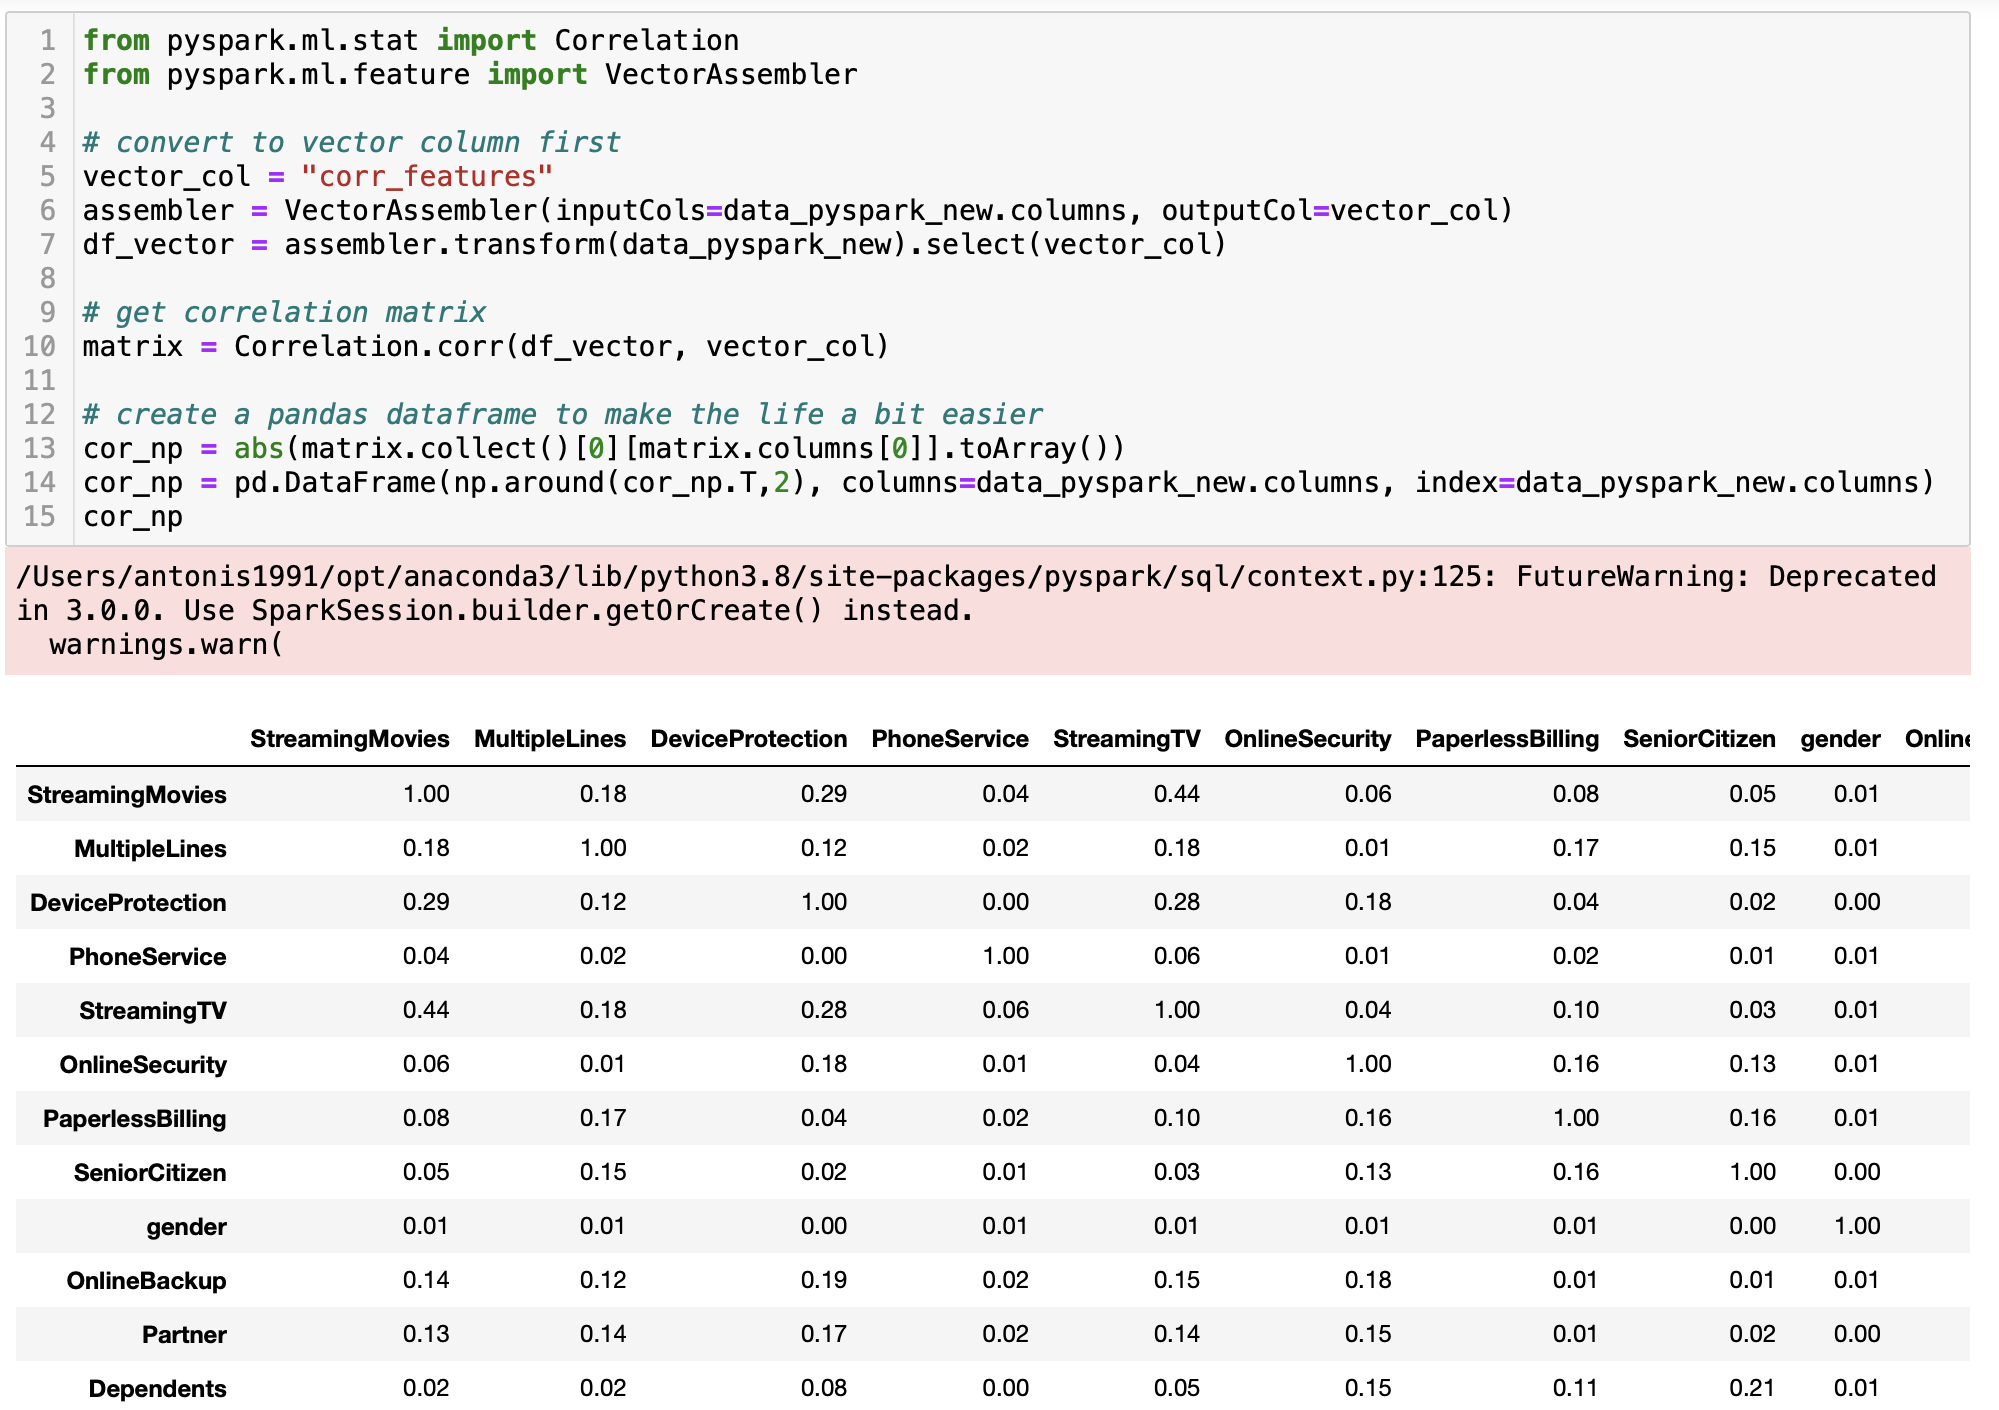 1 from pyspark.ml.stat import Correlation
2 from pyspark.ml.feature import VectorAssembler
3
4 # convert to vector column first
5 vector_col = "corr_features"
6 assembler = VectorAssembler(inputCols=data_pyspark_new.columns, outputCol=vector_col)
7 df_vector = assembler.transform(data_pyspark_new).select(vector_col)
8
9 # get correlation matrix
10 matrix = Correlation.corr(df_vector, vector_col)
11
12 # create a pandas dataframe to make the life a bit easier
13 cor_np = abs(matrix.collect()[0][matrix.columns[0]].toArray())
14 cor_np = pd.DataFrame(np.around(cor_np.T,2), columns=data_pyspark_new.columns, index=data_pyspark_new.columns)
15 cor_np
/Users/antonis1991/opt/anaconda3/lib/python3.8/site-packages/pyspark/sql/context.py:125: FutureWarning: Deprecated
in 3.0.0. Use SparkSession.builder.getOrCreate() instead.
  warnings.warn(
StreamingMovies MultipleLines DeviceProtection PhoneService StreamingTV OnlineSecurity PaperlessBilling SeniorCitizen gender Online
StreamingMovies 1.00 0.18 0.29 0.04 0.44 0.06 0.08 0.05 0.01
MultipleLines 0.18 1.00 0.12 0.02 0.18 0.01 0.17 0.15 0.01
DeviceProtection 0.29 0.12 1.00 0.00 0.28 0.18 0.04 0.02 0.00
PhoneService 0.04 0.02 0.00 1.00 0.06 0.01 0.02 0.01 0.01
StreamingTV 0.44 0.18 0.28 0.06 1.00 0.04 0.10 0.03 0.01
OnlineSecurity 0.06 0.01 0.18 0.01 0.04 1.00 0.16 0.13 0.01
PaperlessBilling 0.08 0.17 0.04 0.02 0.10 0.16 1.00 0.16 0.01
SeniorCitizen 0.05 0.15 0.02 0.01 0.03 0.13 0.16 1.00 0.00
gender 0.01 0.01 0.00 0.01 0.01 0.01 0.01 0.00 1.00
OnlineBackup 0.14 0.12 0.19 0.02 0.15 0.18 0.01 0.01 0.01
Partner 0.13 0.14 0.17 0.02 0.14 0.15 0.01 0.02 0.00
Dependents 0.02 0.02 0.08 0.00 0.05 0.15 0.11 0.21 0.01